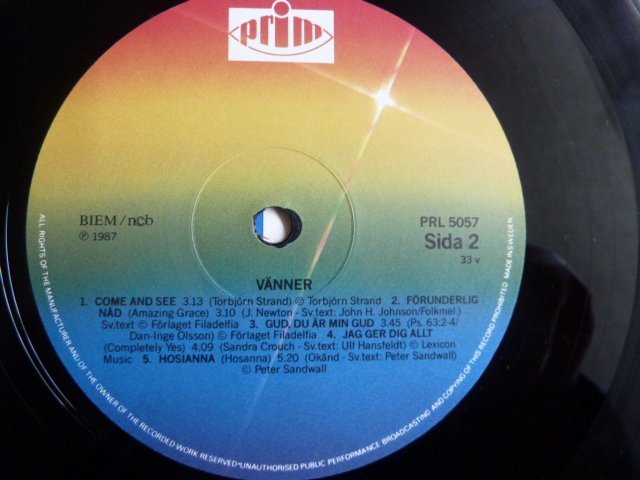 prim
BIEM/ncb
℗ 1987
PRL 5057
Sida 2
33 v
VÄNNER
1. COME AND SEE 3.13 (Torbjörn Strand) © Torbjörn Strand 2. FÖRUNDERLIG
NÅD (Amazing Grace) 3.10 (J. Newton - Sv.text: John H. Johnson/Folkmel.)
Sv.text © Förlaget Filadelfia 3. GUD, DU ÄR MIN GUD 3.45 (Ps. 63:2-4/
Dan-Inge Olsson) © Förlaget Filadelfia 4. JAG GER DIG ALLT
(Completely Yes) 4.09 (Sandra Crouch - Sv.text: Ulf Hansfeldt) © Lexicon
Music 5. HOSIANNA (Hosanna) 5.20 (Okänd - Sv.text: Peter Sandwall)
© Peter Sandwall
ALL RIGHTS OF THE MANUFACTURER AND OF THE OWNER OF THE RECORDED WORK RESERVED•UNAUTHORISED PUBLIC PERFORMANCE BROADCASTING AND COPYING OF THIS RECORD PROHIBITED MADE IN SWEDEN